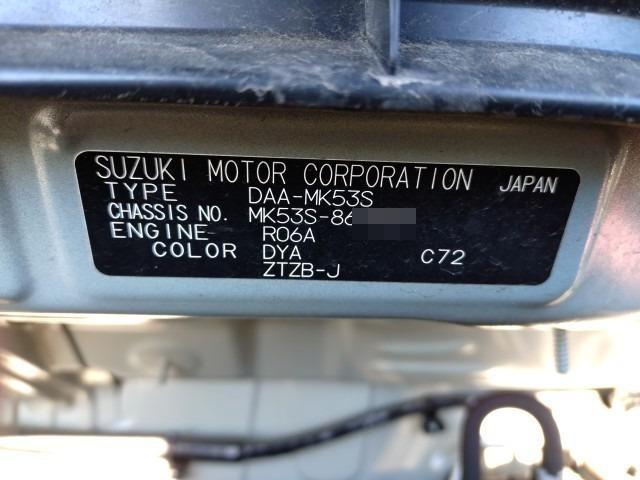 SUZUKI MOTOR CORPORATION JAPAN
TYPE DAA-MK53S
CHASSIS NO. MK53S-86
ENGINE R06A
COLOR DYA C72
ZTZB-J